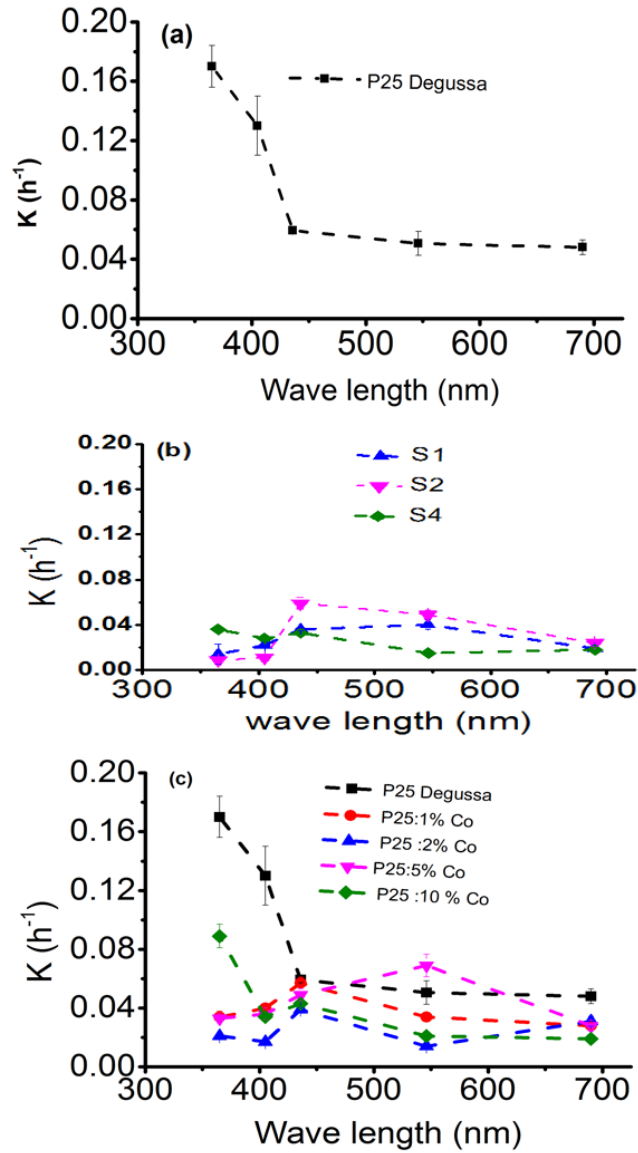 (a)
P25 Degussa
0.20
0.16
0.12
0.08
0.04
0.00
K (h⁻¹)
300 400 500 600 700
Wave length (nm)
(b)
S1
S2
S4
0.20
0.16
0.12
0.08
0.04
0.00
K (h⁻¹)
300 400 500 600 700
wave length (nm)
(c)
P25 Degussa
P25:1% Co
P25 :2% Co
P25:5% Co
P25 :10 % Co
0.20
0.16
0.12
0.08
0.04
0.00
K (h⁻¹)
300 400 500 600 700
Wave length (nm)